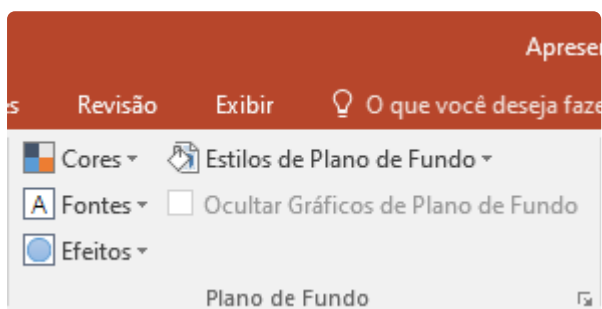 Aprese
s Revisão Exibir O que você deseja faze
Cores Estilos de Plano de Fundo
A Fontes Ocultar Gráficos de Plano de Fundo
Efeitos
Plano de Fundo